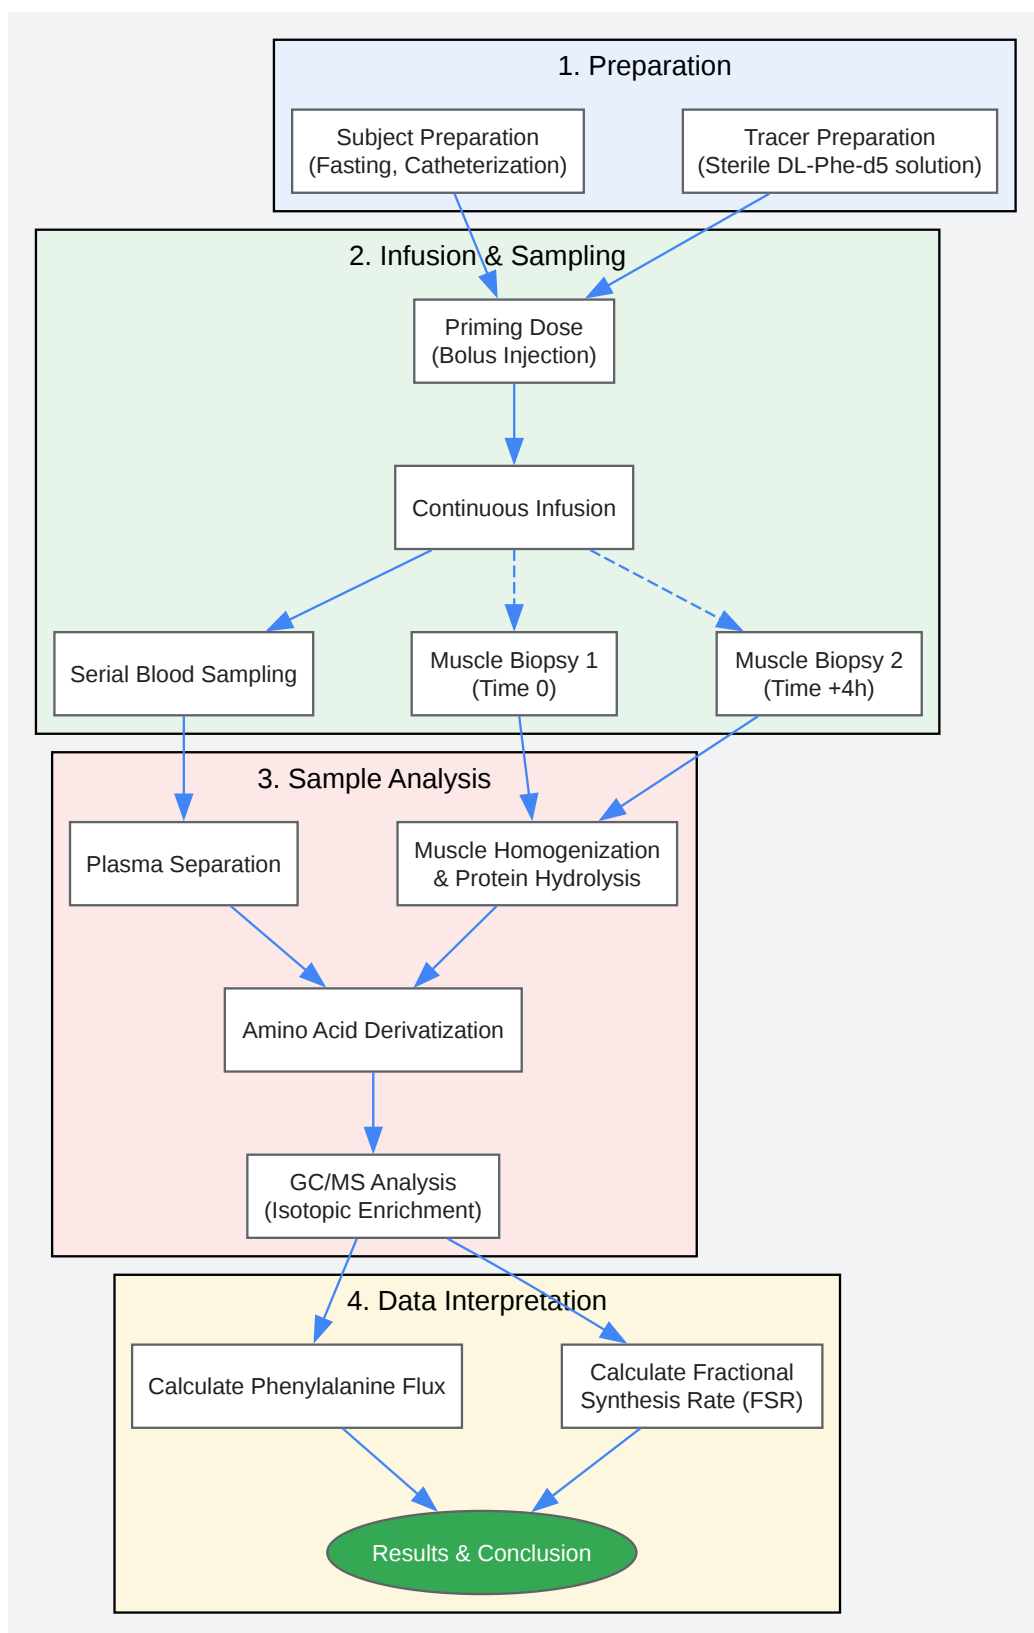 1. Preparation
Subject Preparation
(Fasting, Catheterization)
Tracer Preparation
(Sterile DL-Phe-d5 solution)
2. Infusion & Sampling
Priming Dose
(Bolus Injection)
Continuous Infusion
Serial Blood Sampling
Muscle Biopsy 1
(Time 0)
Muscle Biopsy 2
(Time +4h)
3. Sample Analysis
Plasma Separation
Muscle Homogenization
& Protein Hydrolysis
Amino Acid Derivatization
GC/MS Analysis
(Isotopic Enrichment)
4. Data Interpretation
Calculate Phenylalanine Flux
Calculate Fractional
Synthesis Rate (FSR)
Results & Conclusion